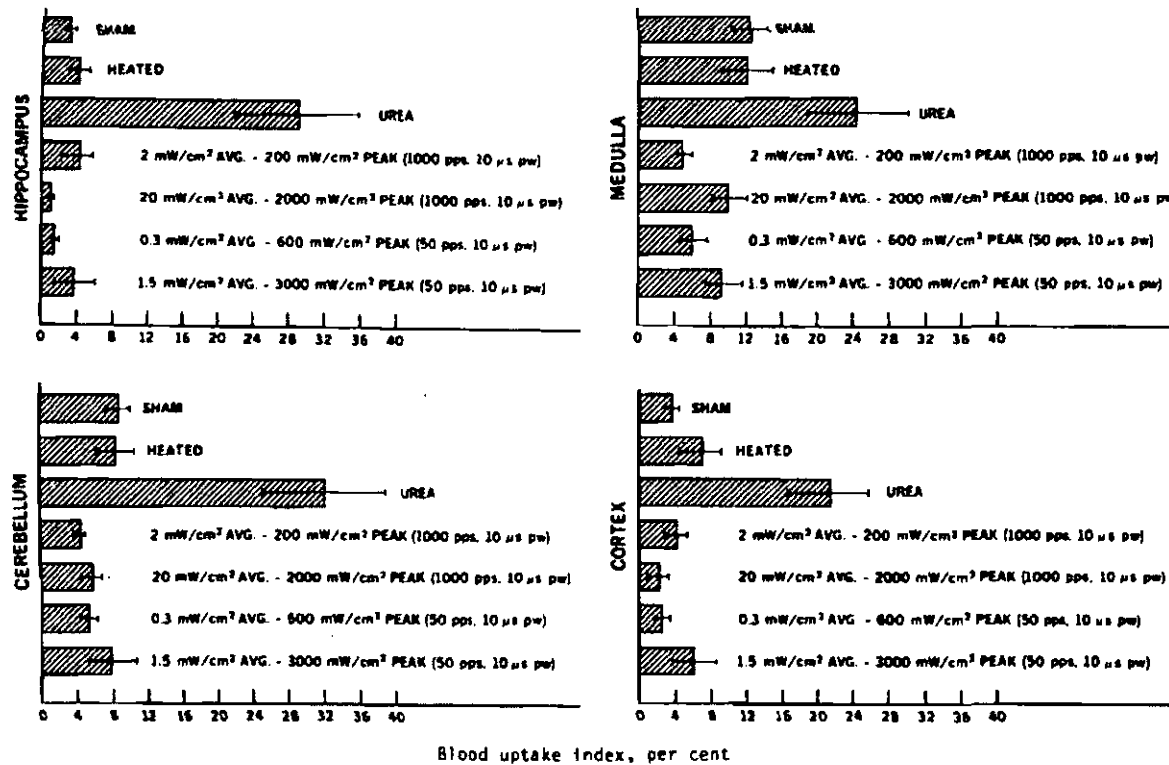 HIPPOCAMPUS
SHAM
HEATED
UREA
2 mW/cm² AVG. - 200 mW/cm² PEAK (1000 pps, 10 μs pw)
20 mW/cm² AVG. - 2000 mW/cm² PEAK (1000 pps, 10 μs pw)
0.3 mW/cm² AVG - 600 mW/cm² PEAK (50 pps, 10 μs pw)
1.5 mW/cm² AVG. - 3000 mW/cm² PEAK (50 pps, 10 μs pw)
0 4 8 12 16 20 24 28 32 36 40
MEDULLA
SHAM
HEATED
UREA
2 mW/cm² AVG. - 200 mW/cm² PEAK (1000 pps, 10 μs pw)
20 mW/cm² AVG. - 2000 mW/cm² PEAK (1000 pps, 10 μs pw
0.3 mW/cm² AVG - 600 mW/cm² PEAK (50 pps, 10 μs pw)
1.5 mW/cm² AVG. - 3000 mW/cm² PEAK (50 pps, 10 μs pw)
0 4 8 12 16 20 24 28 32 36 40
CEREBELLUM
SHAM
HEATED
UREA
2 mW/cm² AVG. - 200 mW/cm² PEAK (1000 pps, 10 μs pw)
20 mW/cm² AVG. - 2000 mW/cm² PEAK (1000 pps, 10 μs pw)
0.3 mW/cm² AVG. - 600 mW/cm² PEAK (50 pps, 10 μs pw)
1.5 mW/cm² AVG. - 3000 mW/cm² PEAK (50 pps, 10 μs pw)
0 4 8 12 16 20 24 28 32 36 40
CORTEX
SHAM
HEATED
UREA
2 mW/cm² AVG. - 200 mW/cm² PEAK (1000 pps, 10 μs pw)
20 mW/cm² AVG. - 2000 mW/cm² PEAK (1000 pps, 10 μs pw)
0.3 mW/cm² AVG - 600 mW/cm² PEAK (50 pps, 10 μs pw)
1.5 mW/cm² AVG. - 3000 mW/cm² PEAK (50 pps, 10 μs pw)
0 4 8 12 16 20 24 28 32 36 40
Blood uptake index, per cent